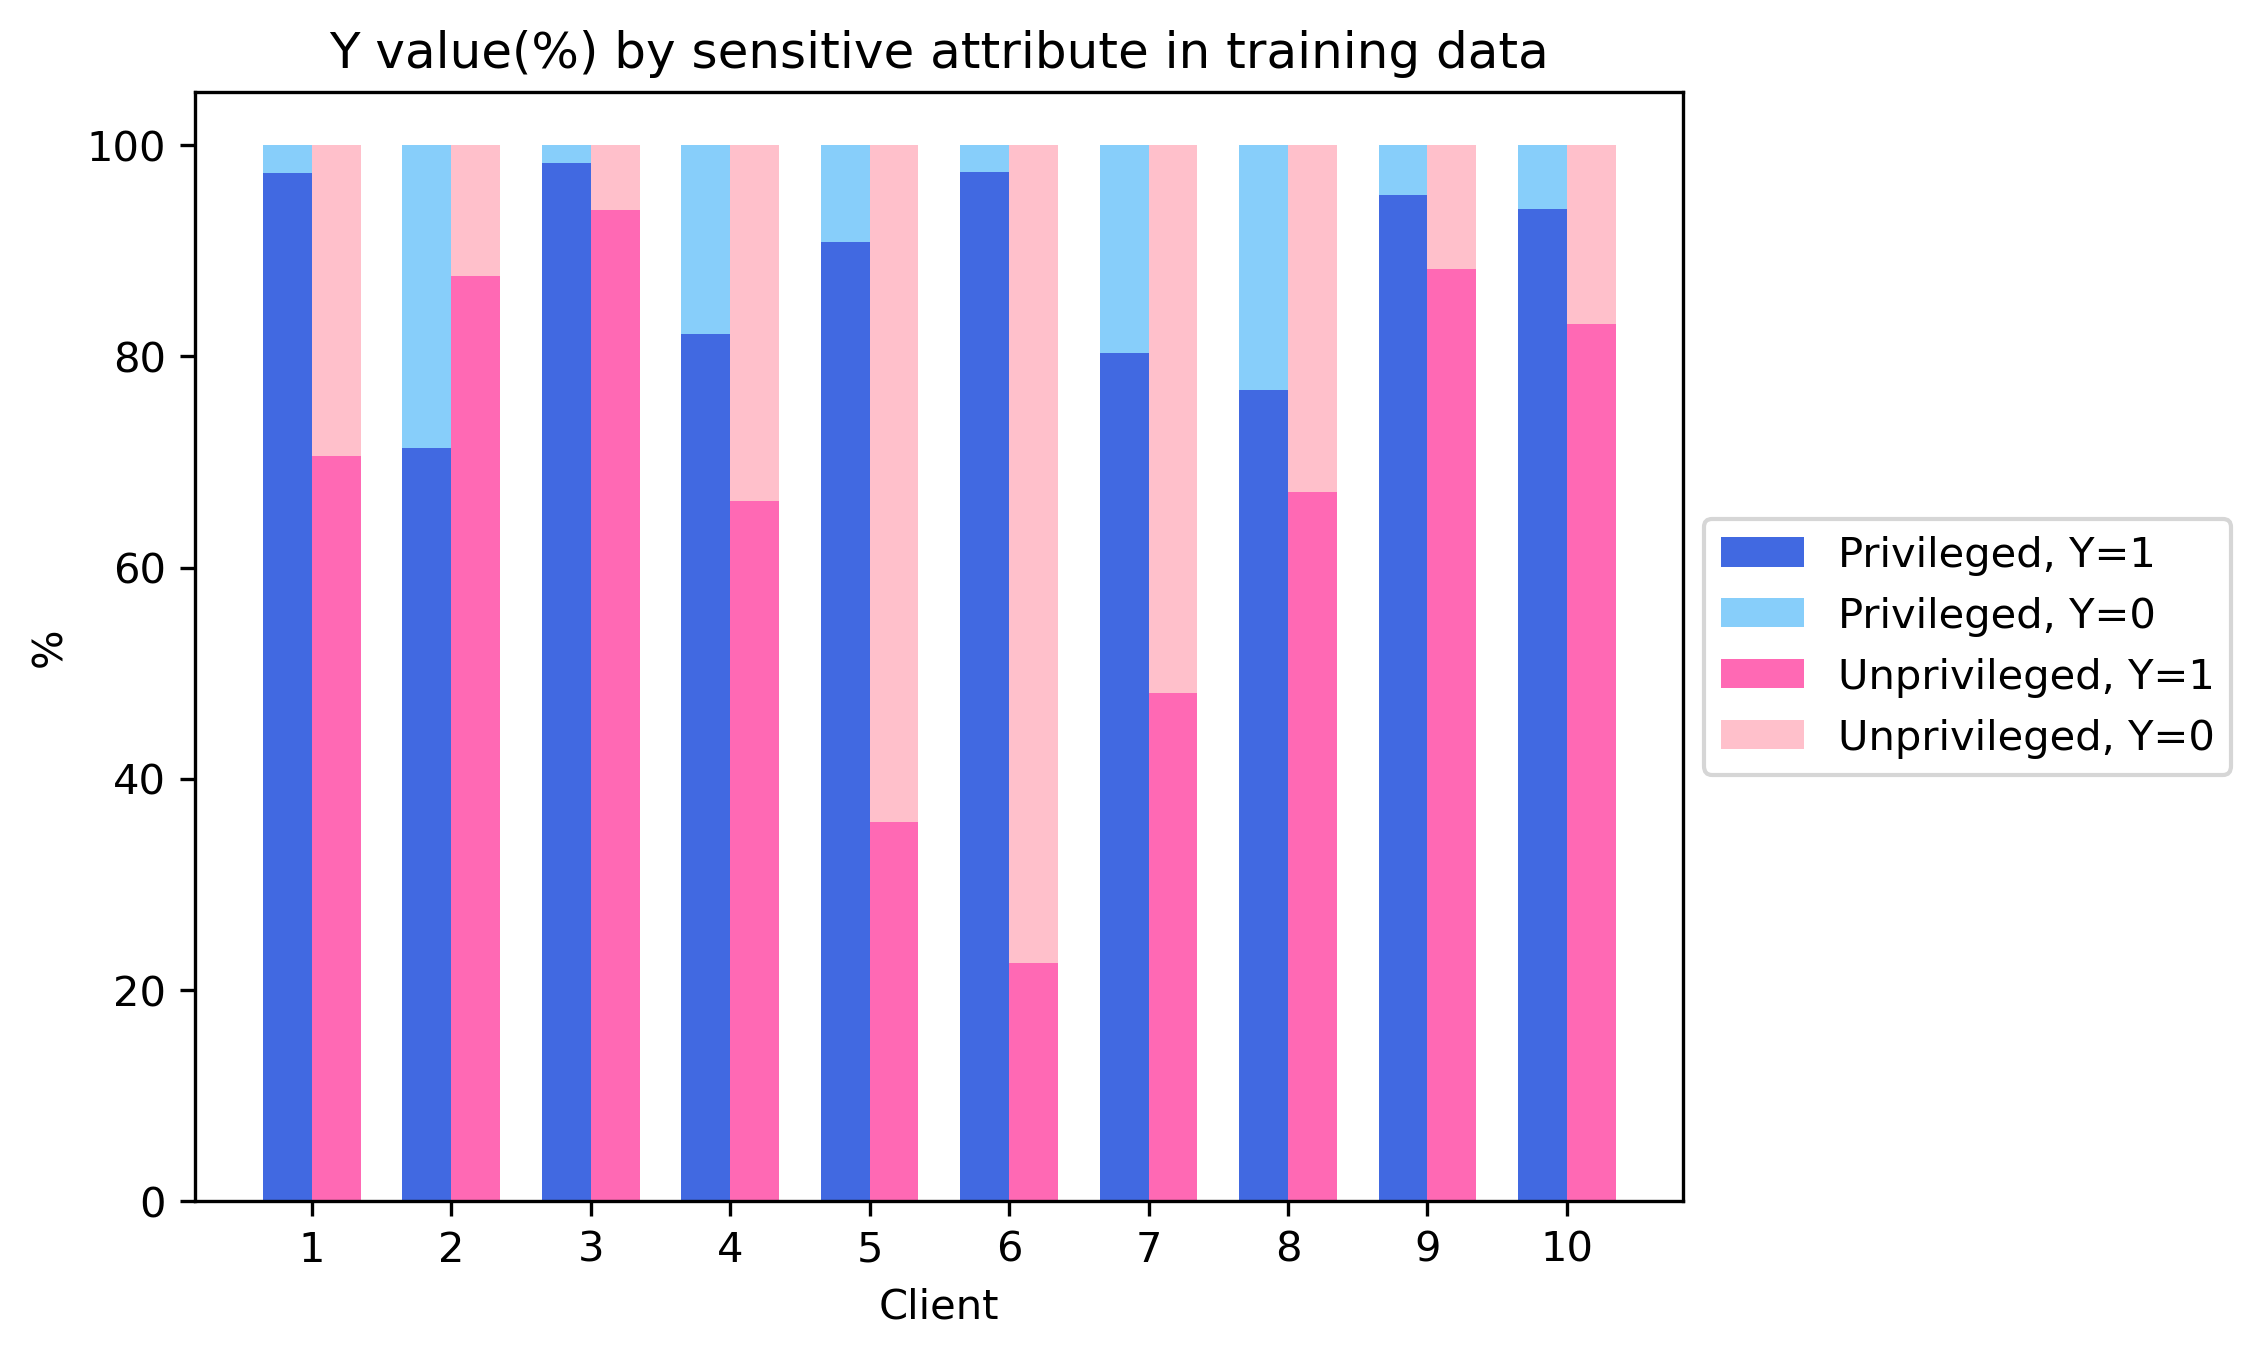 Y value(%) by sensitive attribute in training data
100
80
60
40
20
0
%
1 2 3 4 5 6 7 8 9 10
Client
Privileged, Y=1
Privileged, Y=0
Unprivileged, Y=1
Unprivileged, Y=0